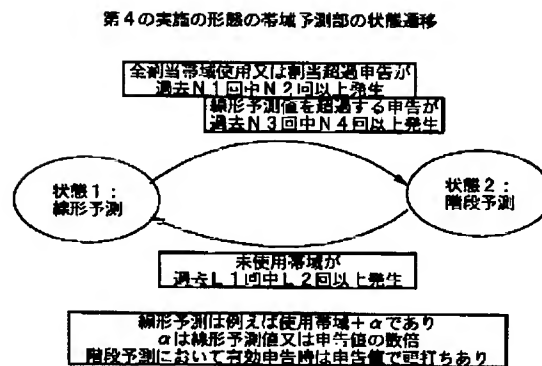 第4の実施の形態の帯域予測部の状態遷移
全割当帯域使用又は割当超過申告が
過去N1回中N2回以上発生
線形予測値を超過する申告が
過去N3回中N4回以上発生
状態1:
線形予測
状態2:
階段予測
未使用帯域が
過去L1回中L2回以上発生
線形予測は例えば使用帯域+αであり
αは線形予測値又は申告値の数倍
階段予測において有効申告時は申告値で頭打ちあり